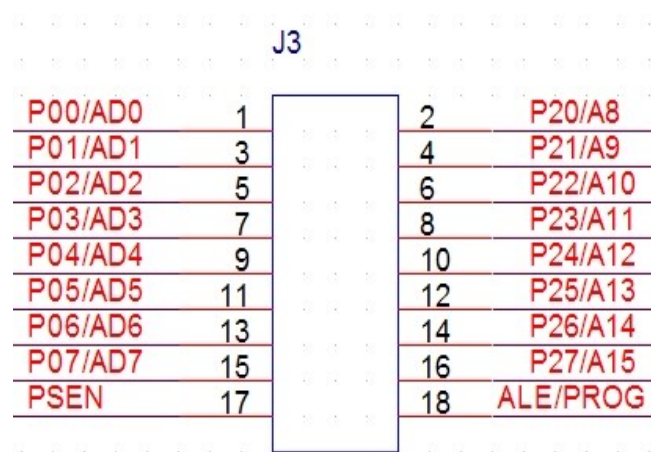 J3
P00/AD0 1 2 P20/A8
P01/AD1 3 4 P21/A9
P02/AD2 5 6 P22/A10
P03/AD3 7 8 P23/A11
P04/AD4 9 10 P24/A12
P05/AD5 11 12 P25/A13
P06/AD6 13 14 P26/A14
P07/AD7 15 16 P27/A15
PSEN 17 18 ALE/PROG